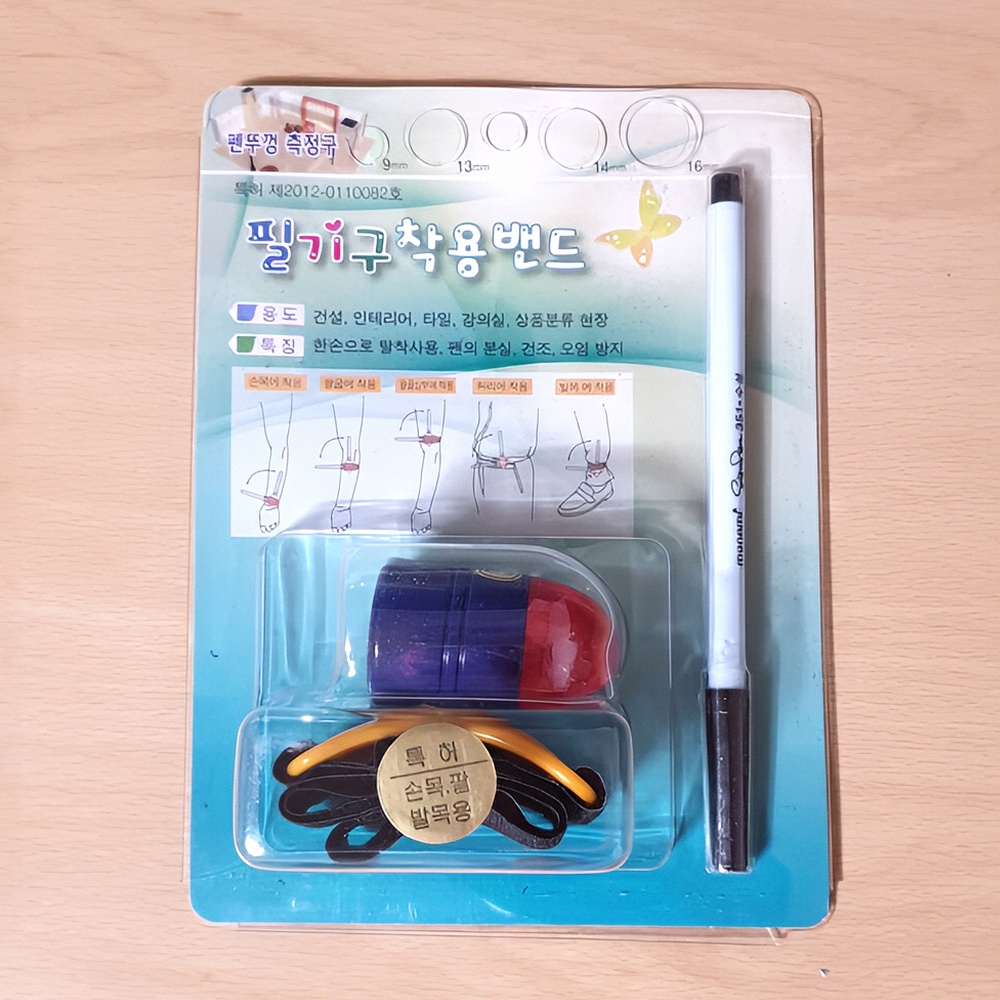 펜뚜껑 측정구
9mm 13mm 14mm 16mm
특허 제2012-0110082호
필기구착용밴드
용도 건설, 인테리어, 타일, 강의실, 상품분류 현장
특징 한손으로 탈착사용, 펜의 분실, 건조, 오염 방지
손목에 착용 팔꿈에 착용 허리에 착용 발목에 착용
특허
손목,팔
발목용
monami